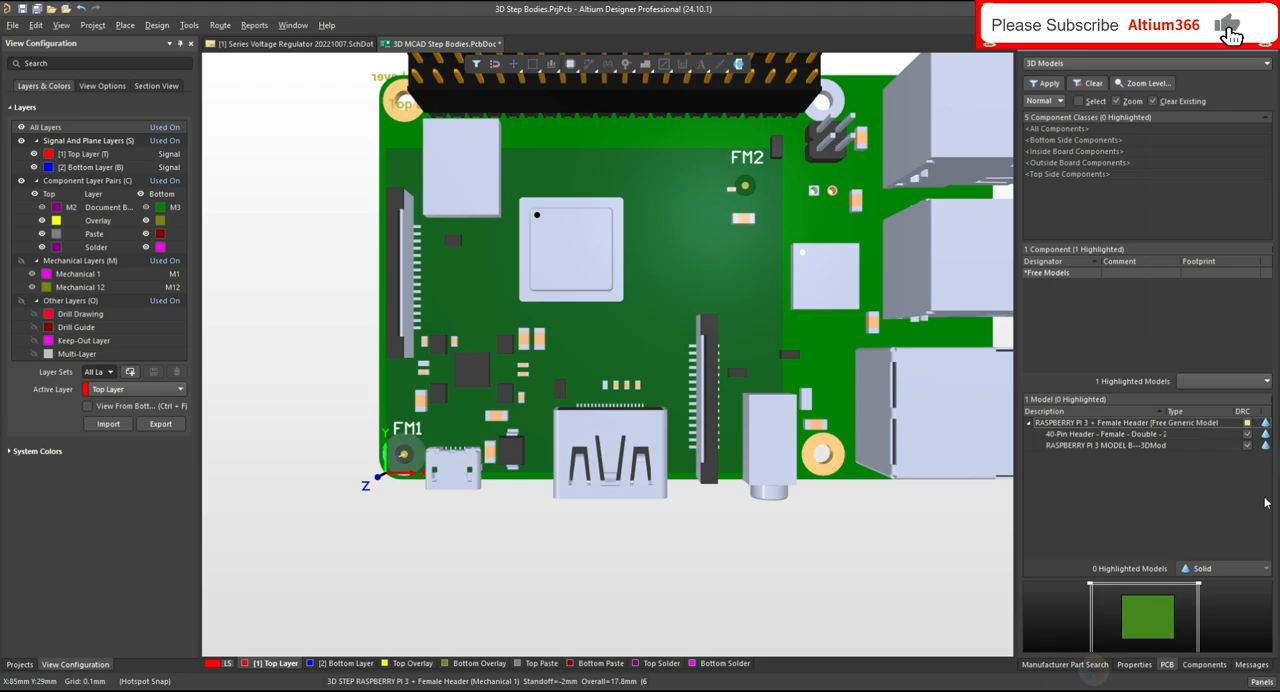 3D Step Bodies.PrjPcb - Altium Designer Professional (24.10.1)
Please Subscribe Altium366
File Edit View Project Place Design Tools Route Reports Window Help
View Configuration
[1] Series Voltage Regulator 20221007.SchDot
3D MCAD Step Bodies.PcbDoc *
3D Models
Search
Apply Clear Zoom Level...
Layers & Colors View Options Section View
Normal Select Zoom Clear Existing
Layers
5 Component Classes (0 Highlighted)
<All Components>
<Bottom Side Components>
<Inside Board Components>
<Outside Board Components>
<Top Side Components>
All Layers Used On
Signal And Plane Layers (S) Used On
[1] Top Layer (T) Signal
[2] Bottom Layer (B) Signal
Component Layer Pairs (C) Used On
Top Layer Bottom
M2 Document B... M3
Overlay
Paste
Solder
Mechanical Layers (M) Used On
Mechanical 1 M1
Mechanical 12 M12
Other Layers (O) Used On
Drill Drawing
Drill Guide
Keep-Out Layer
Multi-Layer
Layer Sets All La
Active Layer Top Layer
View From Bott... (Ctrl + F)
Import Export
System Colors
Top O
FM2
FM1
Y
Z
1 Component (1 Highlighted)
Designator Comment Footprint
*Free Models
1 Highlighted Models
1 Model (0 Highlighted)
Description Type DRC
RASPBERRY PI 3 + Female Header [Free Generic Model
40-Pin Header - Female - Double - 2
RASPBERRY PI 3 MODEL B---3DMod
0 Highlighted Models Solid
Projects View Configuration
LS [1] Top Layer [2] Bottom Layer Top Overlay Bottom Overlay Top Paste Bottom Paste Top Solder Bottom Solder
Manufacturer Part Search Properties PCB Components Messages
X:85mm Y:29mm Grid: 0.1mm (Hotspot Snap)
3D STEP RASPBERRY PI 3 + Female Header (Mechanical 1) Standoff=-2mm Overall=17.8mm (6
Panels